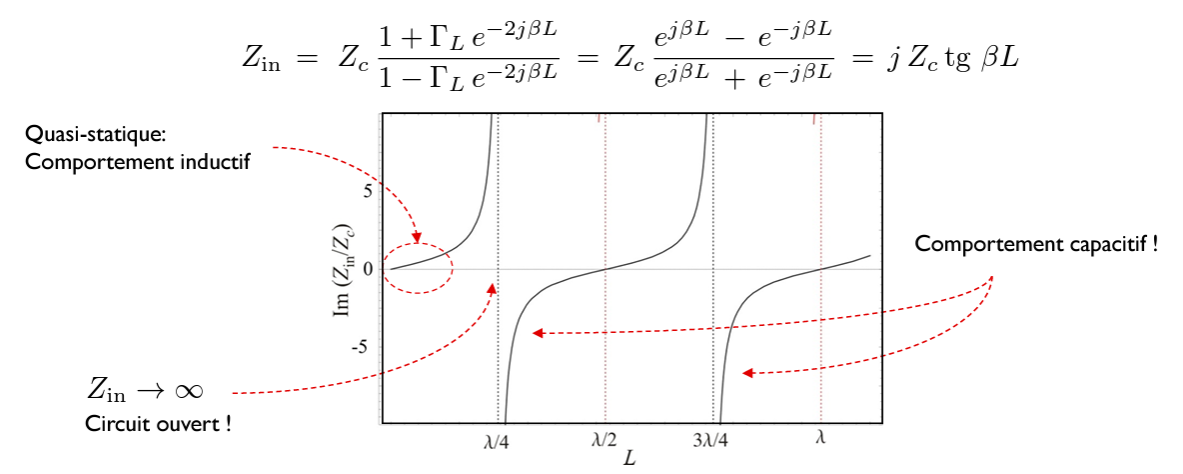 Z_in = Z_c (1 + Γ_L e^{−2jβL}) / (1 − Γ_L e^{−2jβL}) = Z_c (e^{jβL} − e^{−jβL}) / (e^{jβL} + e^{−jβL}) = j Z_c tg βL
Quasi-statique:
Comportement inductif
Comportement capacitif !
Z_in → ∞
Circuit ouvert !
Im (Z_in/Z_c)
5
0
-5
λ/4
λ/2
3λ/4
λ
L